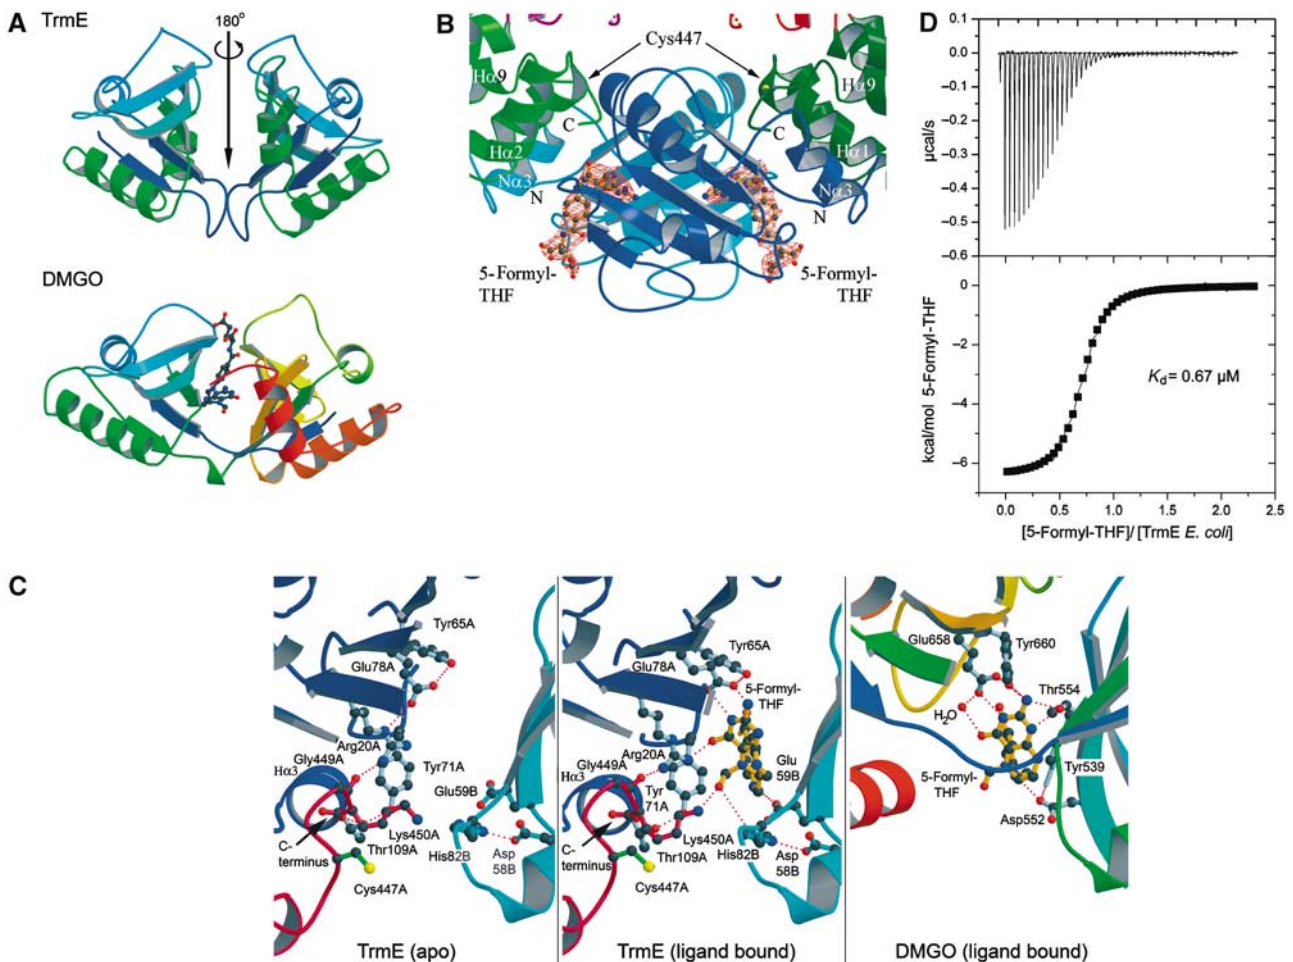 A
TrmE
180°
DMGO
B
Cys447
Hα9
Hα9
C
C
Hα2
Hα1
Nα3
Nα3
N
N
5-Formyl-
THF
5-Formyl-
THF
D
0.1
0.0
–0.1
–0.2
–0.3
–0.4
–0.5
–0.6
µcal/s
0
–2
–4
–6
kcal/mol 5-Formyl-THF
Kd = 0.67 µM
0.0
0.5
1.0
1.5
2.0
2.5
[5-Formyl-THF]/ [TrmE E. coli]
C
Tyr65A
Glu78A
Arg20A
Gly449A
Hα3
Tyr71A
Glu59B
Lys450A
C-
terminus
Thr109A
His82B
Asp
58B
Cys447A
TrmE (apo)
Tyr65A
Glu78A
5-Formyl-
THF
Arg20A
Gly449A
Hα3
Tyr
71A
Glu
59B
Lys450A
C-
terminus
Thr109A
His82B
Asp
58B
Cys447A
TrmE (ligand bound)
Glu658
Tyr660
Thr554
H2O
5-Formyl-
THF
Tyr539
Asp552
DMGO (ligand bound)